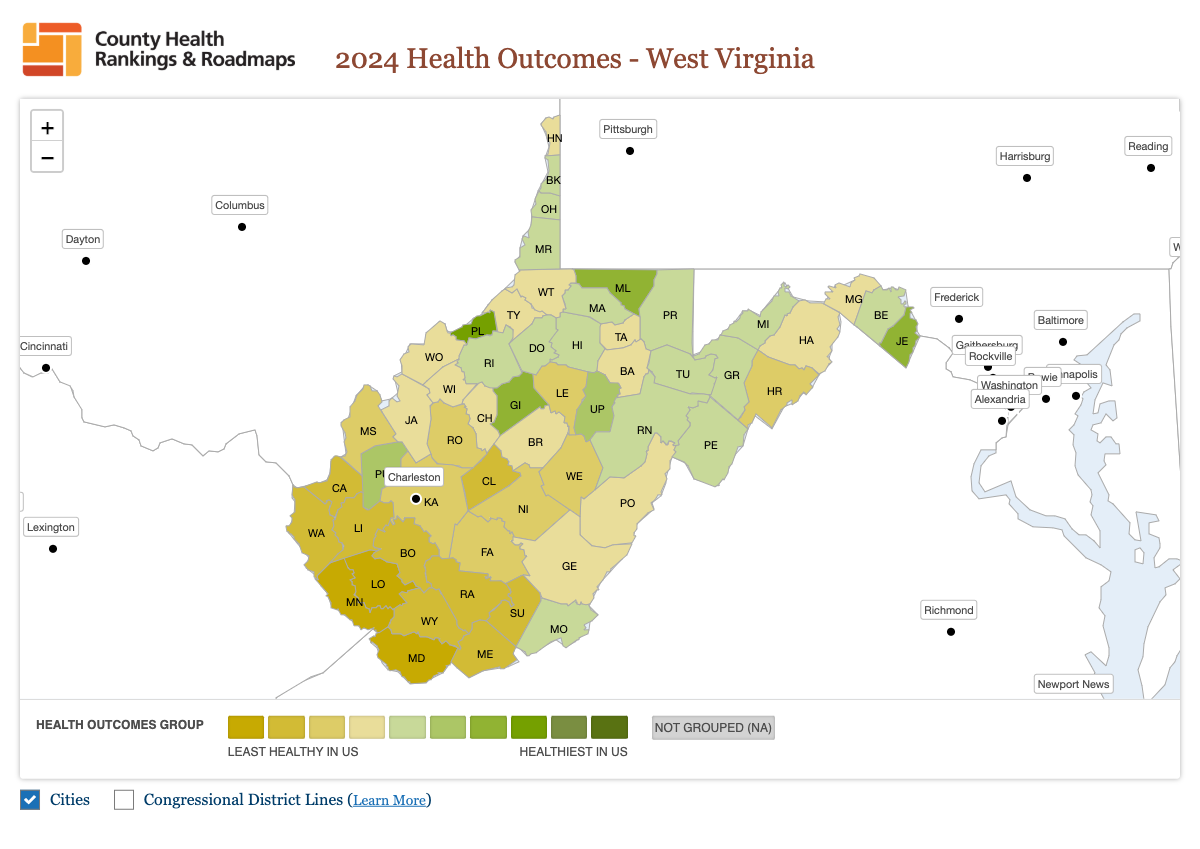 County Health
Rankings & Roadmaps
2024 Health Outcomes - West Virginia
+
−
Pittsburgh
Harrisburg
Reading
Columbus
Dayton
Cincinnati
Lexington
Frederick
Baltimore
Gaithersburg
Rockville
Washington
Alexandria
Richmond
Newport News
Charleston
HN
BK
OH
MR
WT
ML
MA
PR
TY
PL
TA
MI
MG
BE
JE
HA
WO
RI
DO
HI
BA
TU
GR
HR
WI
GI
LE
UP
JA
CH
RN
PE
MS
RO
BR
CA
CL
WE
KA
NI
PO
WA
LI
BO
FA
GE
LO
MN
RA
WY
SU
MO
MD
ME
HEALTH OUTCOMES GROUP
NOT GROUPED (NA)
LEAST HEALTHY IN US
HEALTHIEST IN US
Cities
Congressional District Lines (Learn More)